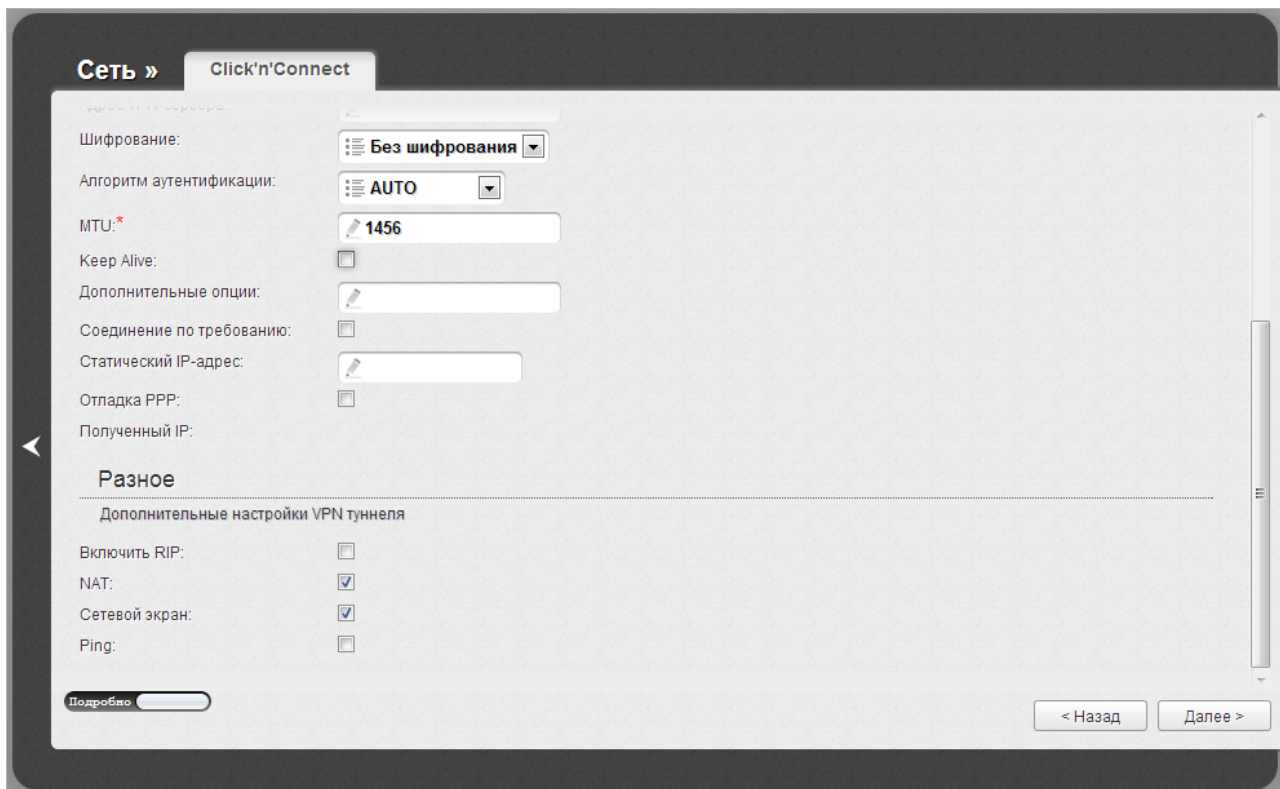 Сеть »
Click'n'Connect
Шифрование:
Без шифрования
Алгоритм аутентификации:
AUTO
MTU:*
1456
Keep Alive:
Дополнительные опции:
Соединение по требованию:
Статический IP-адрес:
Отладка PPP:
Полученный IP:
Разное
Дополнительные настройки VPN туннеля
Включить RIP:
NAT:
Сетевой экран:
Ping:
Подробно
< Назад
Далее >